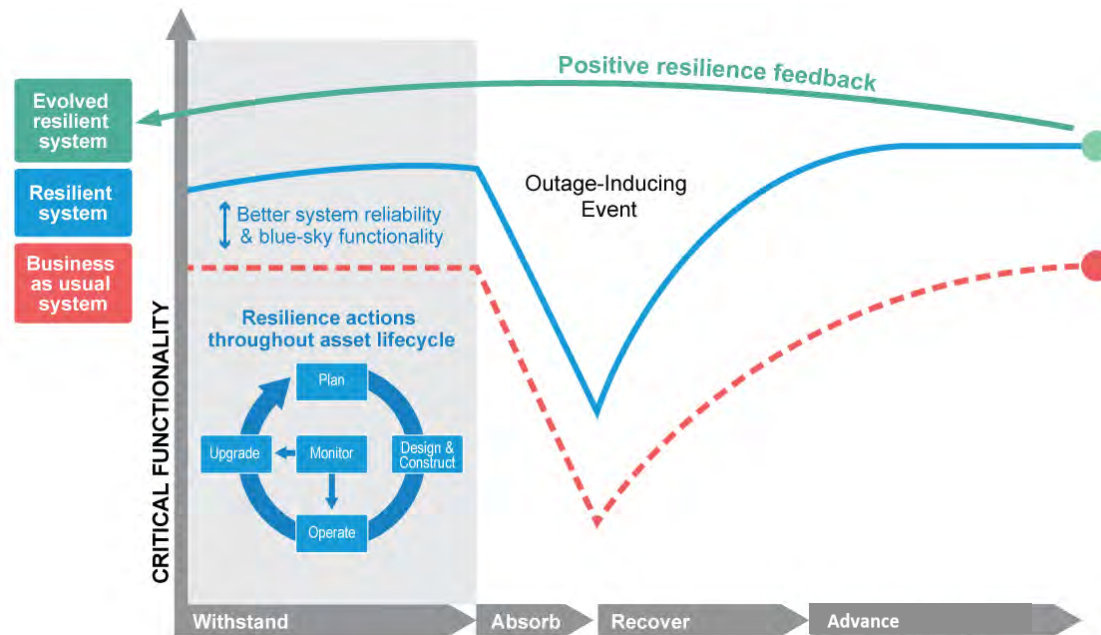 Positive resilience feedback
Evolved
resilient
system
Resilient
system
Business
as usual
system
CRITICAL FUNCTIONALITY
Outage-Inducing
Event
Better system reliability
& blue-sky functionality
Resilience actions
throughout asset lifecycle
Plan
Upgrade
Monitor
Design &
Construct
Operate
Withstand
Absorb
Recover
Advance